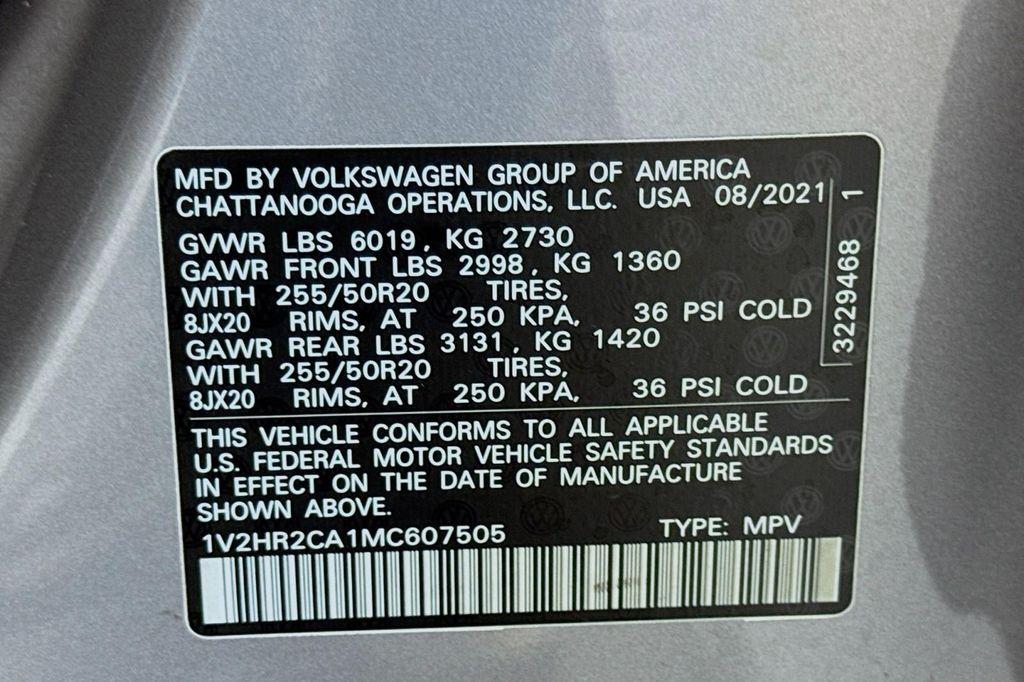 MFD BY VOLKSWAGEN GROUP OF AMERICA
CHATTANOOGA OPERATIONS, LLC. USA 08/2021
GVWR LBS 6019, KG 2730
GAWR FRONT LBS 2998, KG 1360
WITH 255/50R20 TIRES,
8JX20 RIMS, AT 250 KPA, 36 PSI COLD
GAWR REAR LBS 3131, KG 1420
WITH 255/50R20 TIRES,
8JX20 RIMS, AT 250 KPA, 36 PSI COLD
3229468 1
THIS VEHICLE CONFORMS TO ALL APPLICABLE
U.S. FEDERAL MOTOR VEHICLE SAFETY STANDARDS
IN EFFECT ON THE DATE OF MANUFACTURE
SHOWN ABOVE.
1V2HR2CA1MC607505 TYPE: MPV